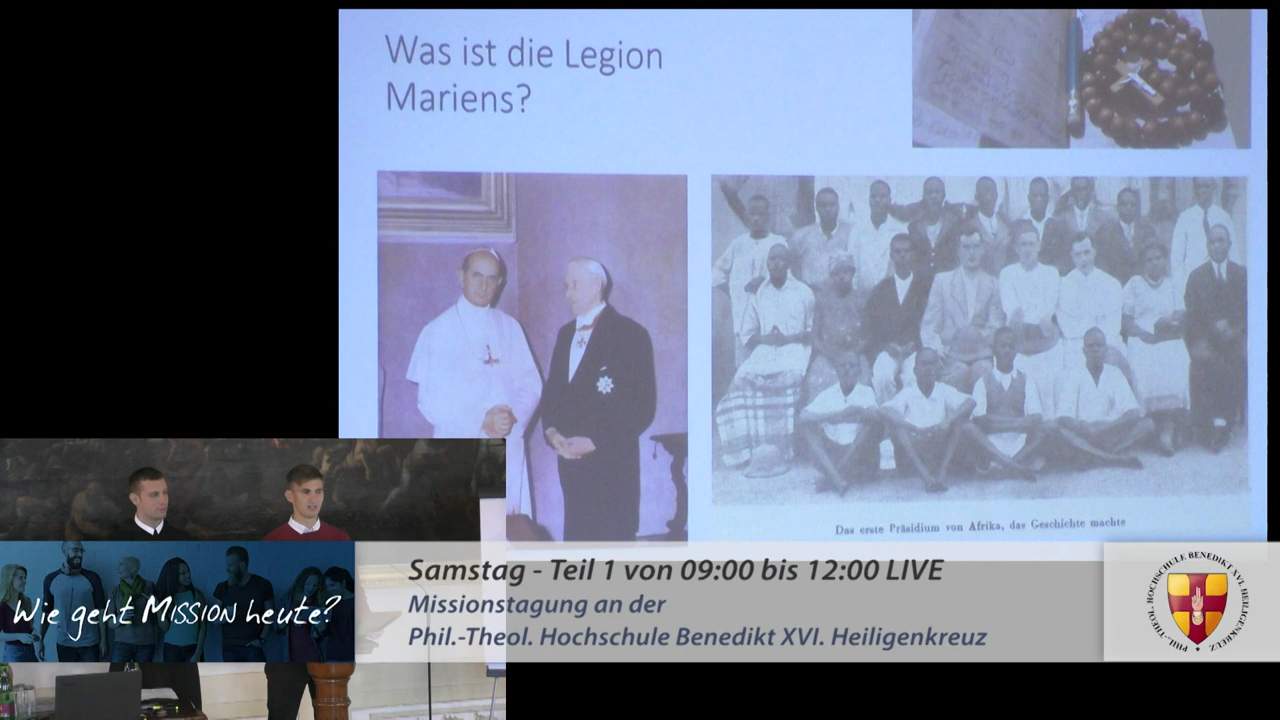 Was ist die Legion
Mariens?
Das erste Präsidium von Afrika, das Geschichte machte
Wie geht MISSION heute?
Samstag - Teil 1 von 09:00 bis 12:00 LIVE
Missionstagung an der
Phil.-Theol. Hochschule Benedikt XVI. Heiligenkreuz
PHIL.-THEOL. HOCHSCHULE BENEDIKT XVI. HEILIGENKREUZ